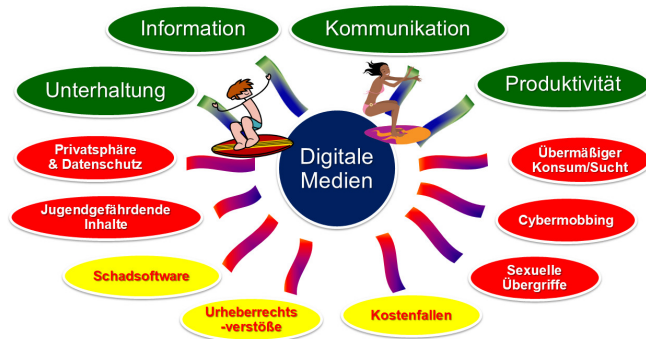 Information
Kommunikation
Unterhaltung
Produktivität
Privatsphäre
& Datenschutz
Digitale
Medien
Übermäßiger
Konsum/Sucht
Jugendgefährdende
Inhalte
Cybermobbing
Schadsoftware
Sexuelle
Übergriffe
Urheberrechts
-verstöße
Kostenfallen